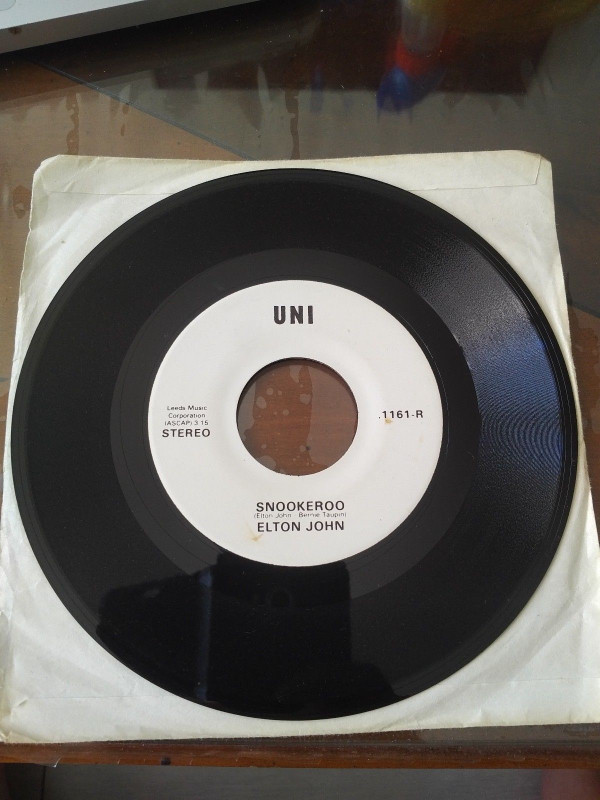 UNI
Leeds Music
Corporation
(ASCAP) 3.15
STEREO
.1161-R
SNOOKEROO
(Elton John Bernie Taupin)
ELTON JOHN